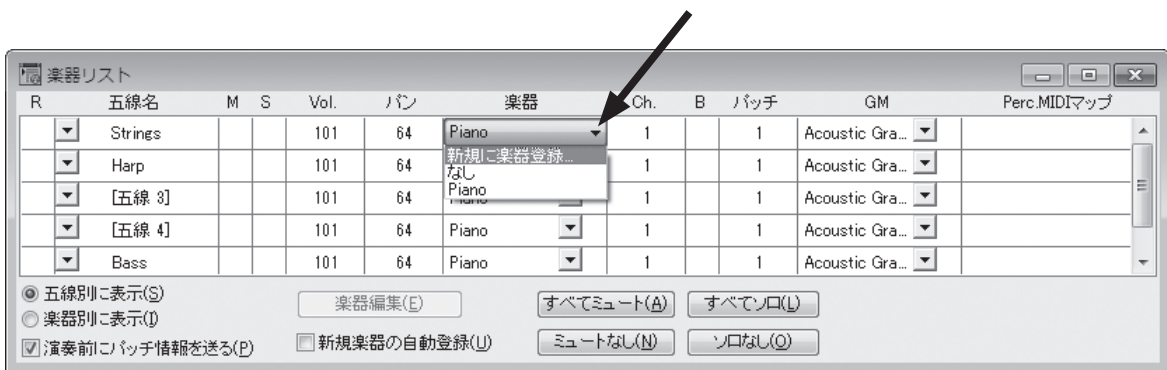 楽器リスト
R 五線名 M S Vol. パン 楽器 Ch. B パッチ GM Perc.MIDIマップ
Strings 101 64 Piano 1 1 Acoustic Gra...
新規に楽器登録...
なし
Piano
Harp 101 64 1 1 Acoustic Gra...
[五線 3] 101 64 Piano 1 1 Acoustic Gra...
[五線 4] 101 64 Piano 1 1 Acoustic Gra...
Bass 101 64 Piano 1 1 Acoustic Gra...
五線別に表示(S) 楽器編集(E) すべてミュート(A) すべてソロ(L)
楽器別に表示(I)
演奏前にパッチ情報を送る(P) 新規楽器の自動登録(U) ミュートなし(N) ソロなし(O)